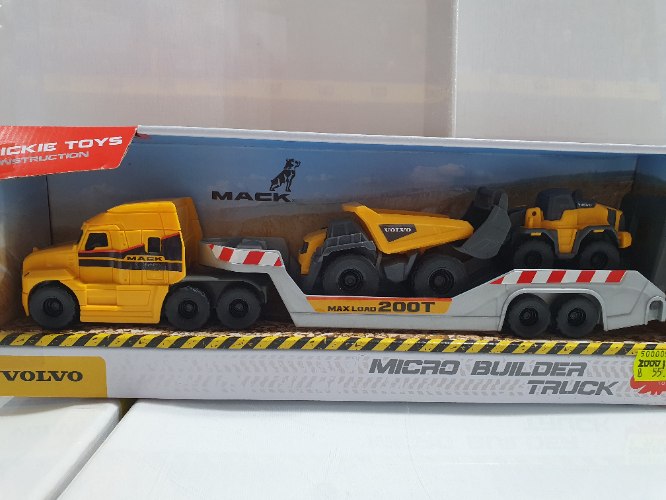 ICKIE TOYS
NSTRUCTION
MACK
VOLVO
MACK
MAX LOAD 200T
VOLVO
MICRO BUILDER
TRUCK